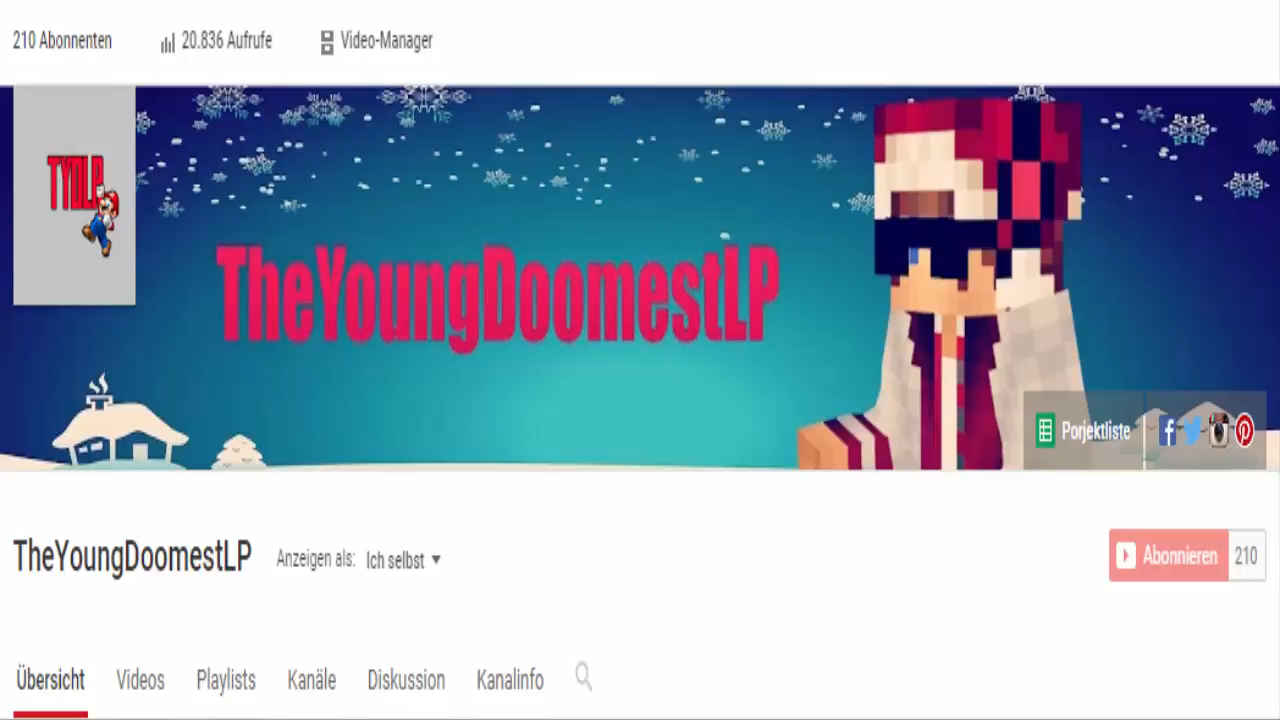 210 Abonnenten 20.836 Aufrufe Video-Manager
TYDLP
TheYoungDoomestLP
Porjektliste
TheYoungDoomestLP Anzeigen als: Ich selbst
Abonnieren 210
Übersicht Videos Playlists Kanäle Diskussion Kanalinfo